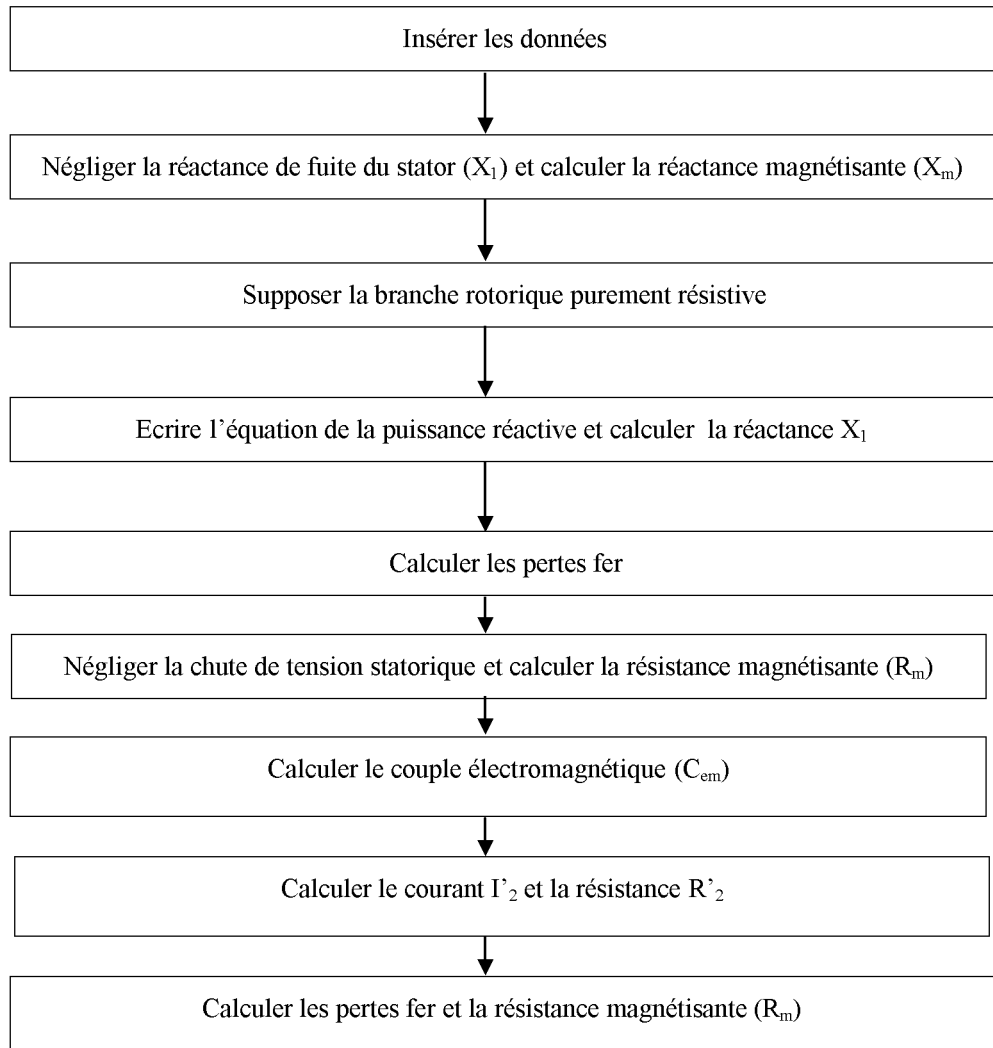 Insérer les données
Négliger la réactance de fuite du stator (X₁) et calculer la réactance magnétisante (Xₘ)
Supposer la branche rotorique purement résistive
Ecrire l’équation de la puissance réactive et calculer la réactance X₁
Calculer les pertes fer
Négliger la chute de tension statorique et calculer la résistance magnétisante (Rₘ)
Calculer le couple électromagnétique (Cₑₘ)
Calculer le courant I’₂ et la résistance R’₂
Calculer les pertes fer et la résistance magnétisante (Rₘ)